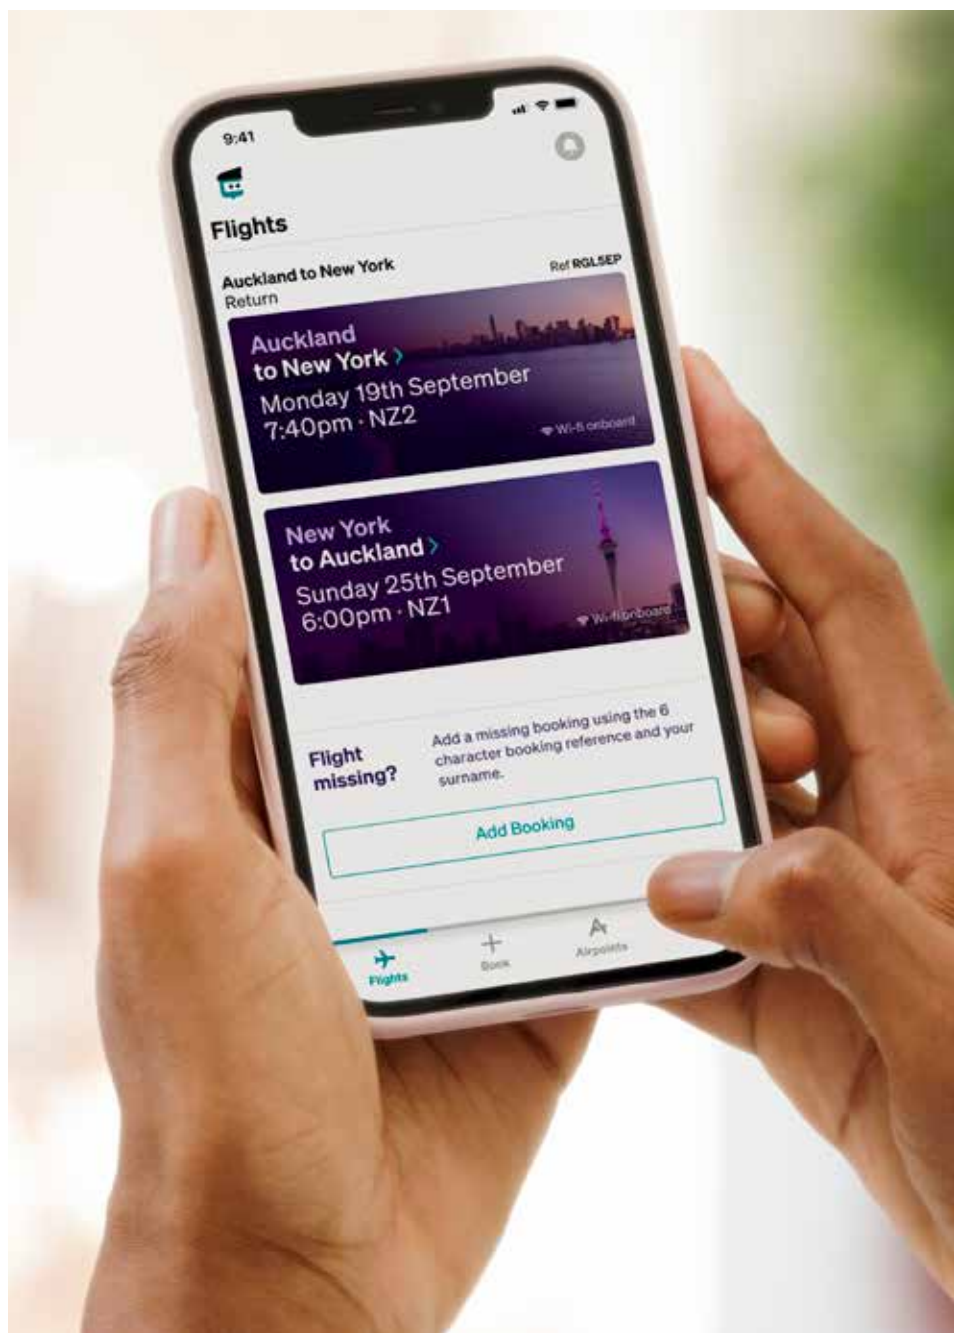 9:41
Flights
Auckland to New York
Return
Ref RGL5EP
Auckland
to New York
Monday 19th September
7:40pm · NZ2
Wi-fi onboard
New York
to Auckland
Sunday 25th September
6:00pm · NZ1
Wi-fi onboard
Flight
missing?
Add a missing booking using the 6
character booking reference and your
surname.
Add Booking
Flights
Book
Airpoints